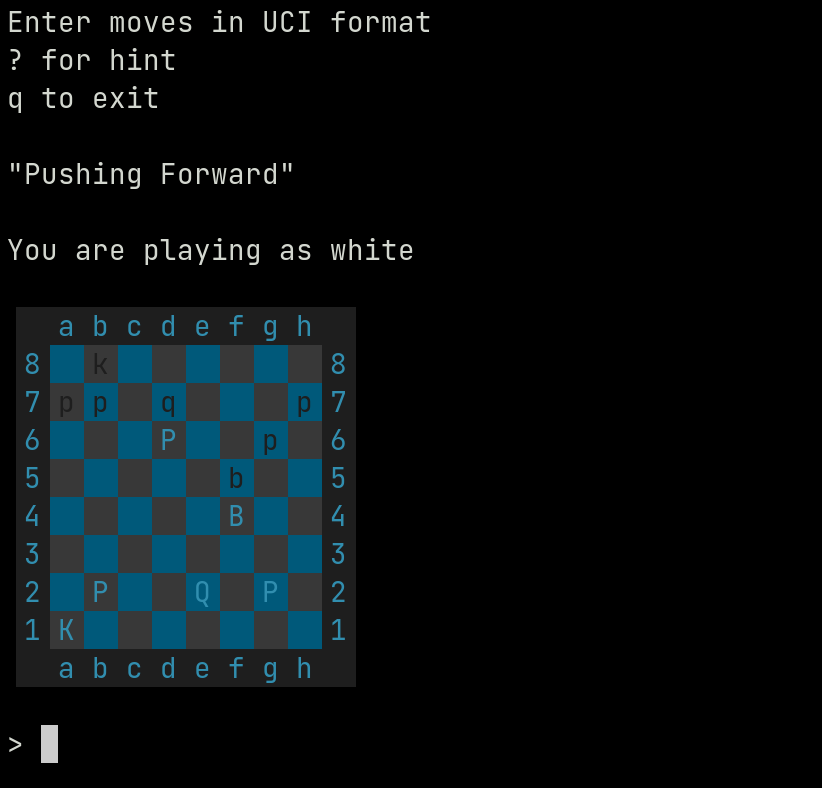 Enter moves in UCI format
? for hint
q to exit
"Pushing Forward"
You are playing as white
a b c d e f g h
8 k 8
7 p p q p 7
6 P p 6
5 b 5
4 B 4
3 3
2 P Q P 2
1 K 1
a b c d e f g h
>